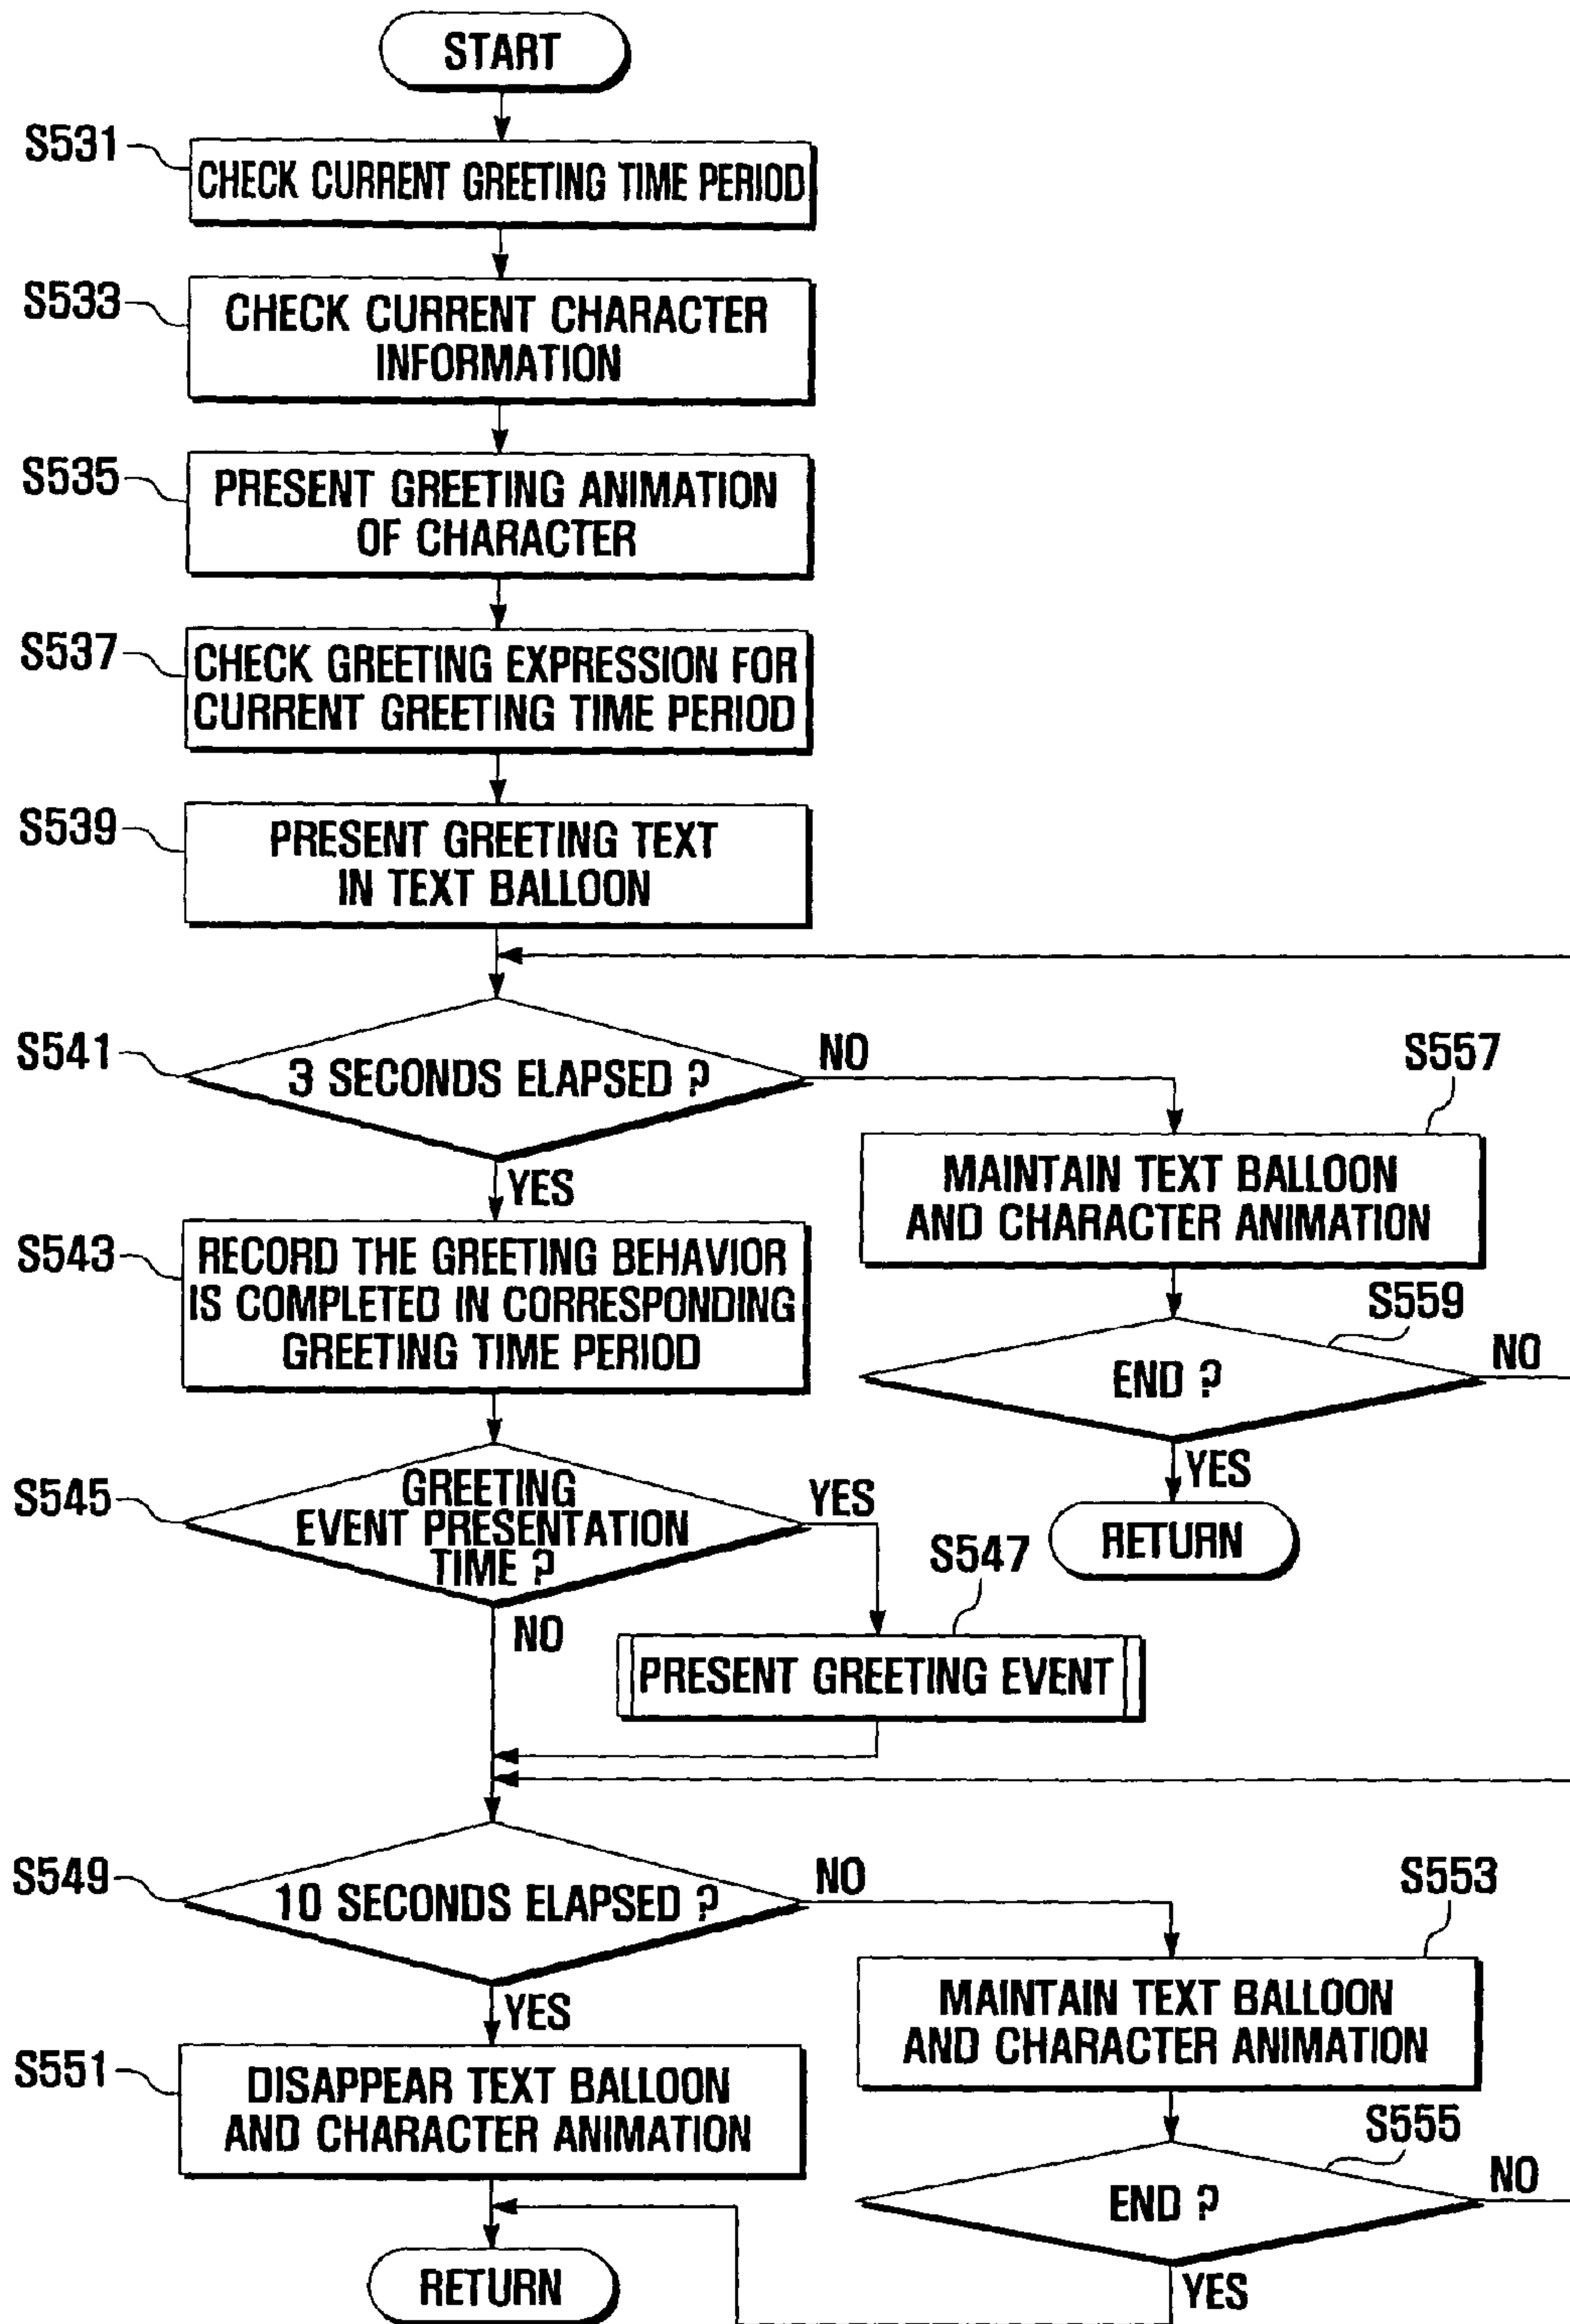 START
S531
CHECK CURRENT GREETING TIME PERIOD
S533
CHECK CURRENT CHARACTER
INFORMATION
S535
PRESENT GREETING ANIMATION
OF CHARACTER
S537
CHECK GREETING EXPRESSION FOR
CURRENT GREETING TIME PERIOD
S539
PRESENT GREETING TEXT
IN TEXT BALLOON
S541
3 SECONDS ELAPSED ?
NO
YES
S557
MAINTAIN TEXT BALLOON
AND CHARACTER ANIMATION
S559
END ?
NO
YES
RETURN
S543
RECORD THE GREETING BEHAVIOR
IS COMPLETED IN CORRESPONDING
GREETING TIME PERIOD
S545
GREETING
EVENT PRESENTATION
TIME ?
YES
NO
S547
PRESENT GREETING EVENT
S549
10 SECONDS ELAPSED ?
NO
YES
S553
MAINTAIN TEXT BALLOON
AND CHARACTER ANIMATION
S551
DISAPPEAR TEXT BALLOON
AND CHARACTER ANIMATION
S555
END ?
NO
YES
RETURN